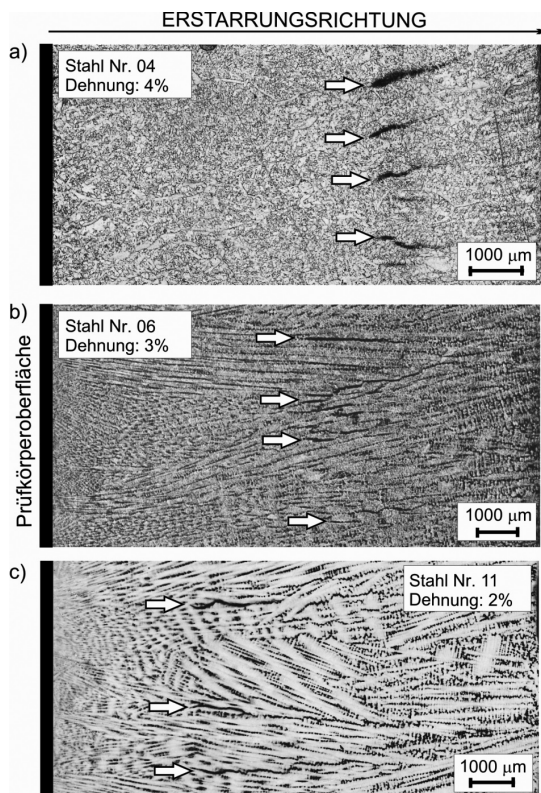 ERSTARRUNGSRICHTUNG
a)
Stahl Nr. 04
Dehnung: 4%
1000 μm
b)
Stahl Nr. 06
Dehnung: 3%
1000 μm
Prüfkörperoberfläche
c)
Stahl Nr. 11
Dehnung: 2%
1000 μm